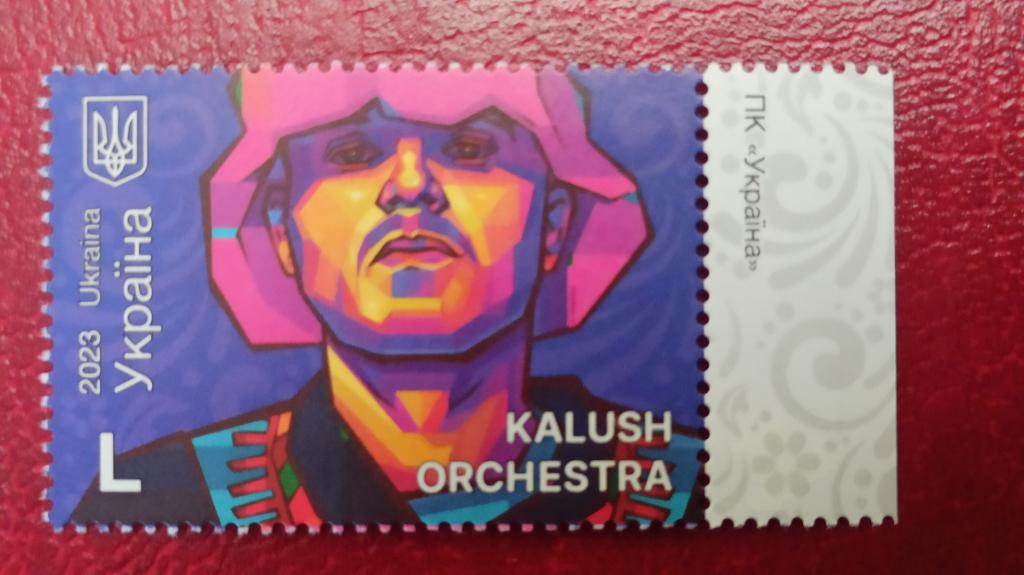 2023 Ukraina
Україна
L
KALUSH
ORCHESTRA
ПК «Україна»